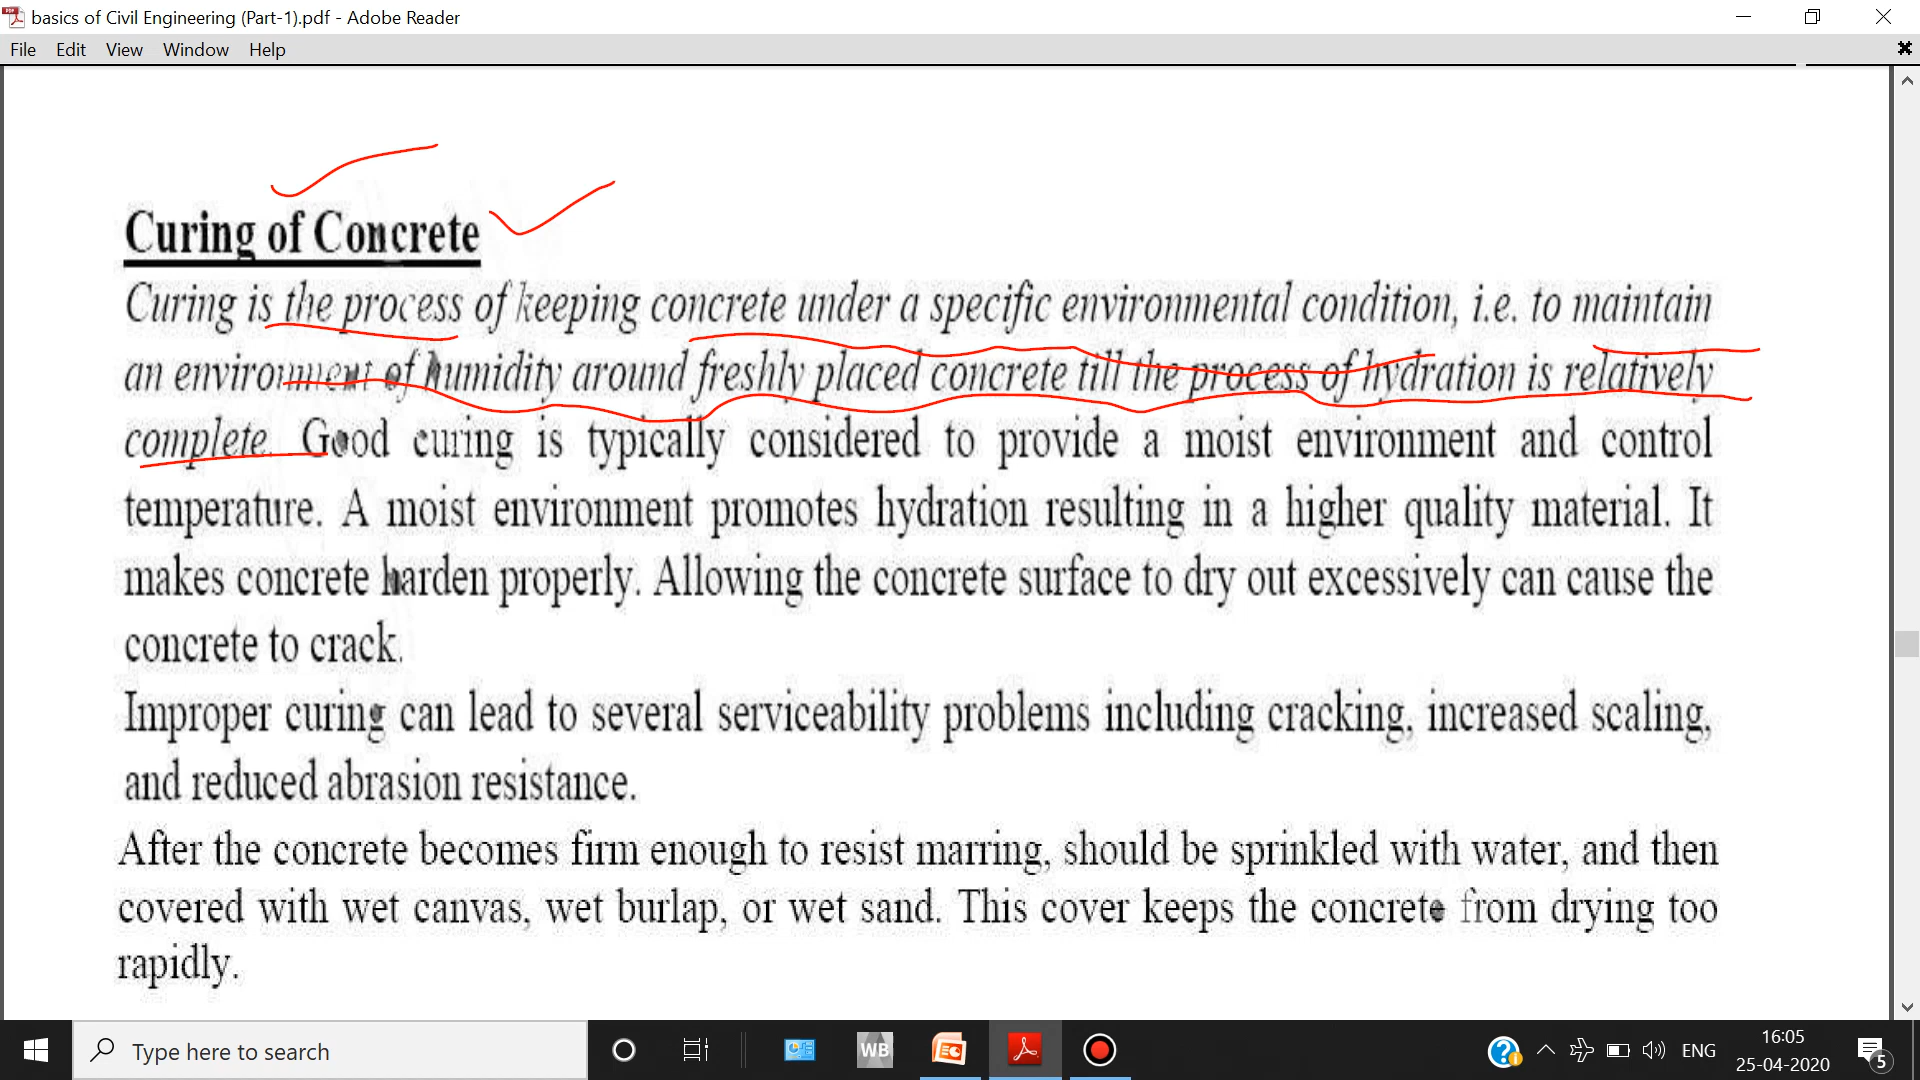 basics of Civil Engineering (Part-1).pdf - Adobe Reader
File Edit View Window Help
Curing of Concrete
Curing is the process of keeping concrete under a specific environmental condition, i.e. to maintain
an environment of humidity around freshly placed concrete till the process of hydration is relatively
complete. Good curing is typically considered to provide a moist environment and control
temperature. A moist environment promotes hydration resulting in a higher quality material. It
makes concrete harden properly. Allowing the concrete surface to dry out excessively can cause the
concrete to crack.
Improper curing can lead to several serviceability problems including cracking, increased scaling,
and reduced abrasion resistance.
After the concrete becomes firm enough to resist marring, should be sprinkled with water, and then
covered with wet canvas, wet burlap, or wet sand. This cover keeps the concrete from drying too
rapidly.
Type here to search
WB
ENG
16:05
25-04-2020
5